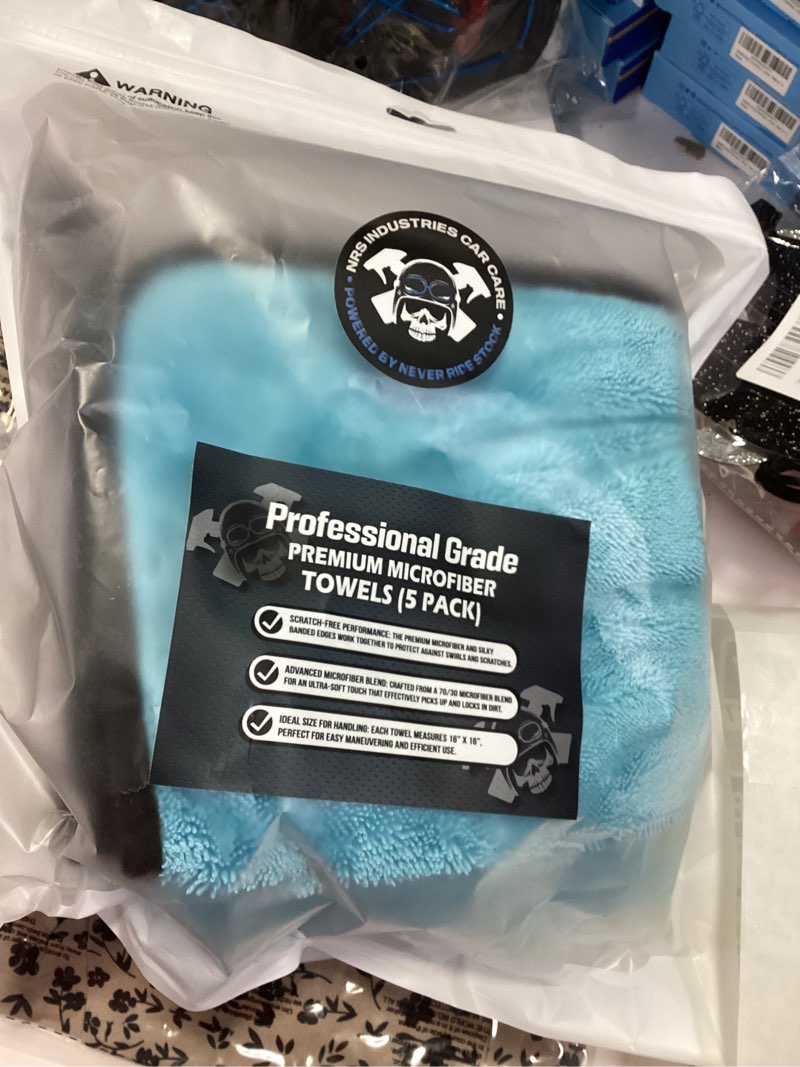 WARNING
NRS INDUSTRIES CAR CARE
• POWERED BY NEVER RIDE STOCK •
Professional Grade
PREMIUM MICROFIBER
TOWELS (5 PACK)
SCRATCH-FREE PERFORMANCE: THE PREMIUM MICROFIBER AND SILKY
BANDED EDGES WORK TOGETHER TO PROTECT AGAINST SWIRLS AND SCRATCHES.
ADVANCED MICROFIBER BLEND: CRAFTED FROM A 70/30 MICROFIBER BLEND
FOR AN ULTRA-SOFT TOUCH THAT EFFECTIVELY PICKS UP AND LOCKS IN DIRT.
IDEAL SIZE FOR HANDLING: EACH TOWEL MEASURES 16" X 16",
PERFECT FOR EASY MANEUVERING AND EFFICIENT USE.